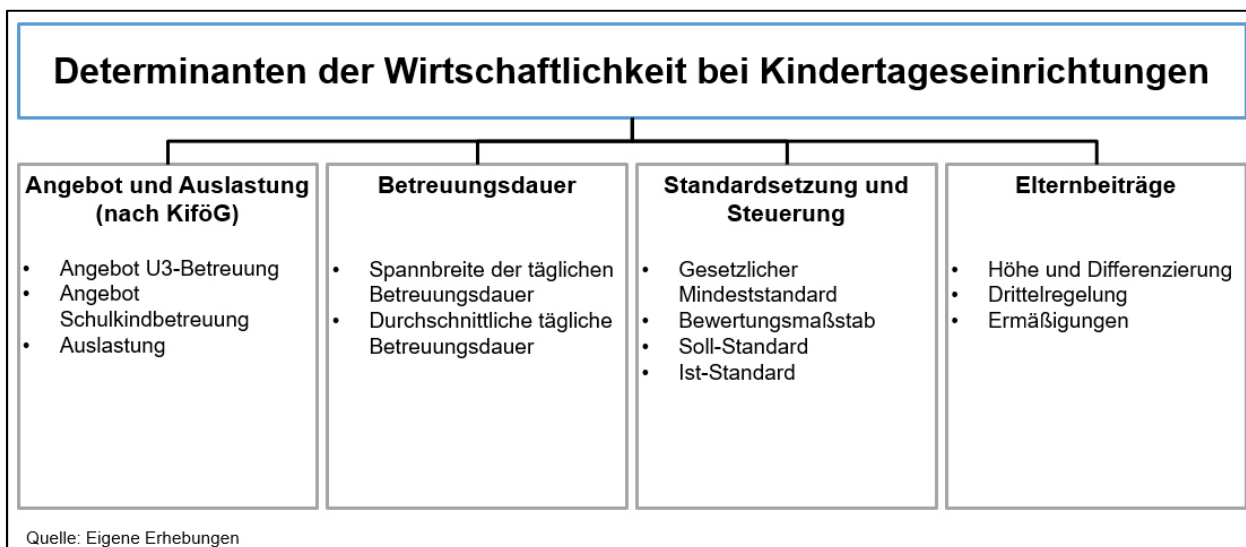 Determinanten der Wirtschaftlichkeit bei Kindertageseinrichtungen
Angebot und Auslastung
(nach KiföG)
• Angebot U3-Betreuung
• Angebot
Schulkindbetreuung
• Auslastung
Betreuungsdauer
• Spannbreite der täglichen
Betreuungsdauer
• Durchschnittliche tägliche
Betreuungsdauer
Standardsetzung und
Steuerung
• Gesetzlicher
Mindeststandard
• Bewertungsmaßstab
• Soll-Standard
• Ist-Standard
Elternbeiträge
• Höhe und Differenzierung
• Drittelregelung
• Ermäßigungen
Quelle: Eigene Erhebungen